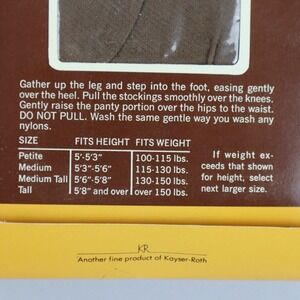 Gather up the leg and step into the foot, easing gently
over the heel. Pull the stockings smoothly over the knees.
Gently raise the panty portion over the hips to the waist.
DO NOT PULL. Wash the same gentle way you wash any
nylons.
SIZE FITS HEIGHT FITS WEIGHT
Petite 5'-5'3" 100-115 lbs.
Medium 5'3"-5'6" 115-130 lbs.
Medium Tall 5'6"-5'8" 130-150 lbs.
Tall 5'8" and over over 150 lbs.
If weight ex-
ceeds that shown
for height, select
next larger size.
KR
Another fine product of Kayser-Roth